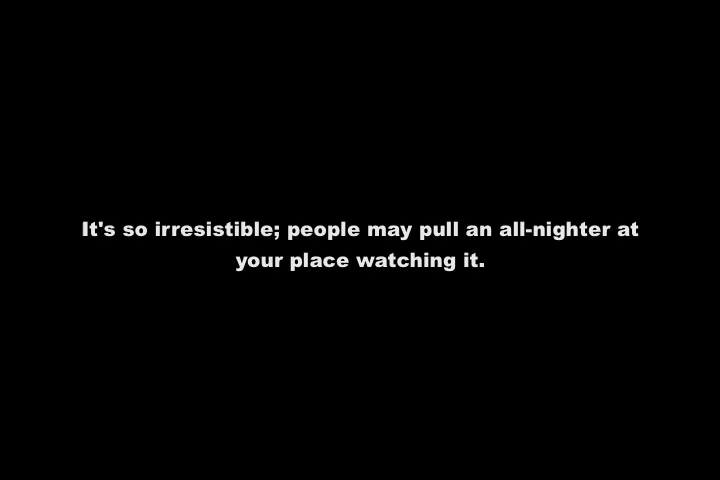 It's so irresistible; people may pull an all-nighter at
your place watching it.